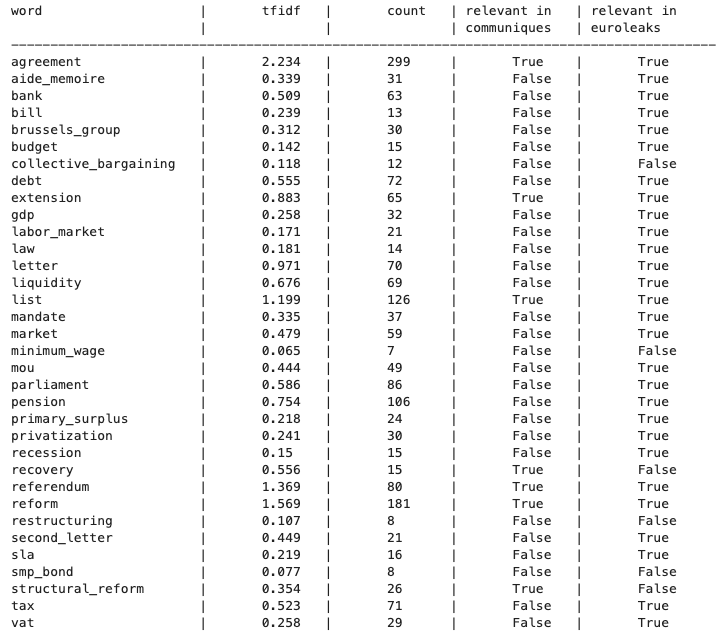 word | tfidf | count | relevant in | relevant in
| | | communiques | euroleaks
------------------------------------------------------------------------------------------
agreement | 2.234 | 299 | True | True
aide_memoire | 0.339 | 31 | False | True
bank | 0.509 | 63 | False | True
bill | 0.239 | 13 | False | True
brussels_group | 0.312 | 30 | False | True
budget | 0.142 | 15 | False | True
collective_bargaining | 0.118 | 12 | False | False
debt | 0.555 | 72 | False | True
extension | 0.883 | 65 | True | True
gdp | 0.258 | 32 | False | True
labor_market | 0.171 | 21 | False | True
law | 0.181 | 14 | False | True
letter | 0.971 | 70 | False | True
liquidity | 0.676 | 69 | False | True
list | 1.199 | 126 | True | True
mandate | 0.335 | 37 | False | True
market | 0.479 | 59 | False | True
minimum_wage | 0.065 | 7 | False | False
mou | 0.444 | 49 | False | True
parliament | 0.586 | 86 | False | True
pension | 0.754 | 106 | False | True
primary_surplus | 0.218 | 24 | False | True
privatization | 0.241 | 30 | False | True
recession | 0.15 | 15 | False | True
recovery | 0.556 | 15 | True | False
referendum | 1.369 | 80 | True | True
reform | 1.569 | 181 | True | True
restructuring | 0.107 | 8 | False | False
second_letter | 0.449 | 21 | False | True
sla | 0.219 | 16 | False | True
smp_bond | 0.077 | 8 | False | False
structural_reform | 0.354 | 26 | True | False
tax | 0.523 | 71 | False | True
vat | 0.258 | 29 | False | True